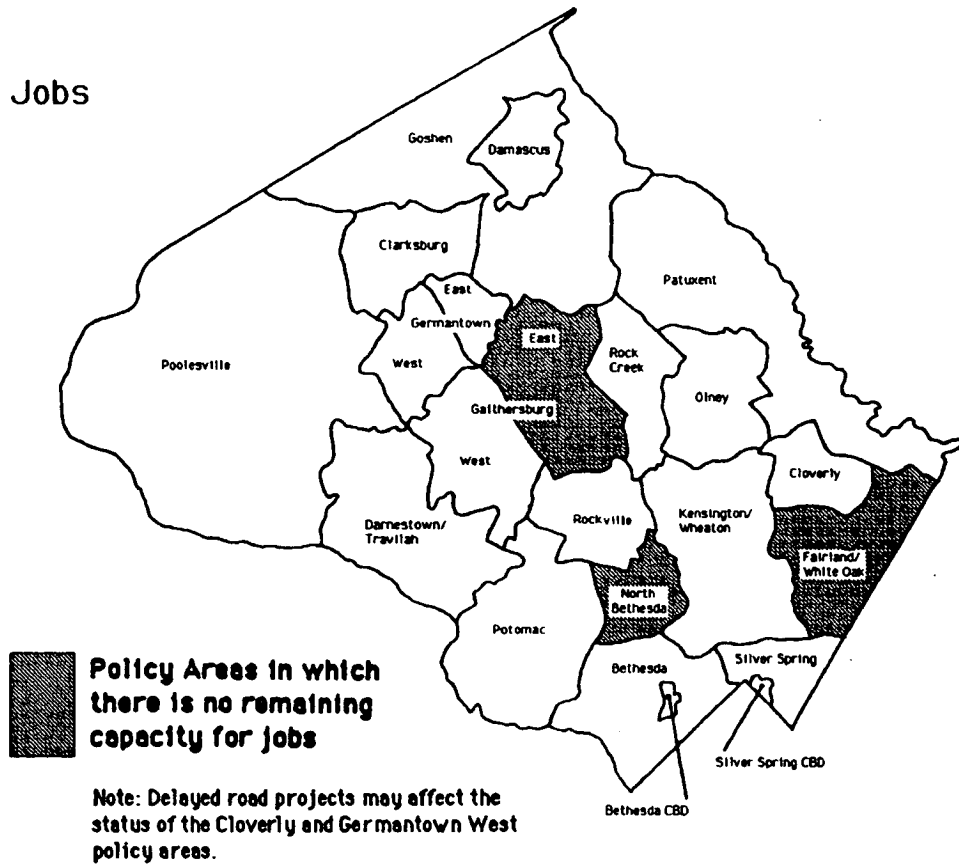 Jobs
Goshen
Damascus
Clarksburg
East
Germantown
West
Patuxent
Poolesville
East
Rock
Creek
Olney
Gaithersburg
West
Cloverly
Darnestown/
Travilah
Rockville
Kensington/
Wheaton
Fairland/
White Oak
North
Bethesda
Potomac
Bethesda
Silver Spring
Policy Areas in which
there is no remaining
capacity for jobs
Silver Spring CBD
Bethesda CBD
Note: Delayed road projects may affect the
status of the Cloverly and Germantown West
policy areas.